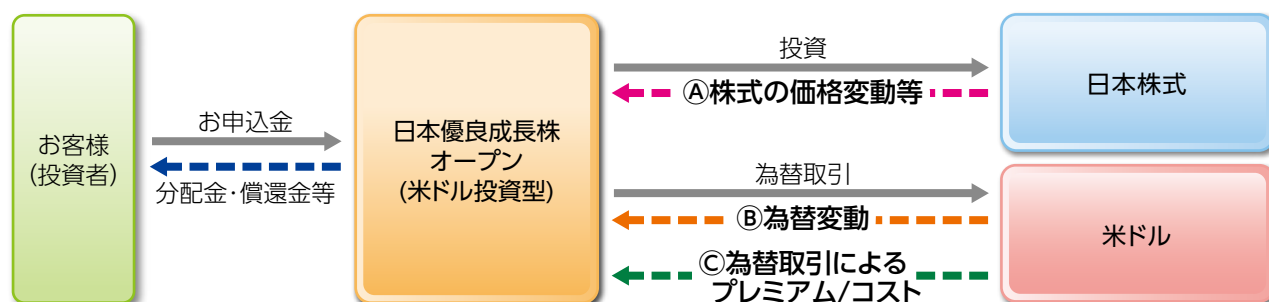 お客様
(投資者)
お申込金
分配金・償還金等
日本優良成長株
オープン
(米ドル投資型)
投資
Ⓐ株式の価格変動等
日本株式
為替取引
Ⓑ為替変動
Ⓒ為替取引による
プレミアム/コスト
米ドル